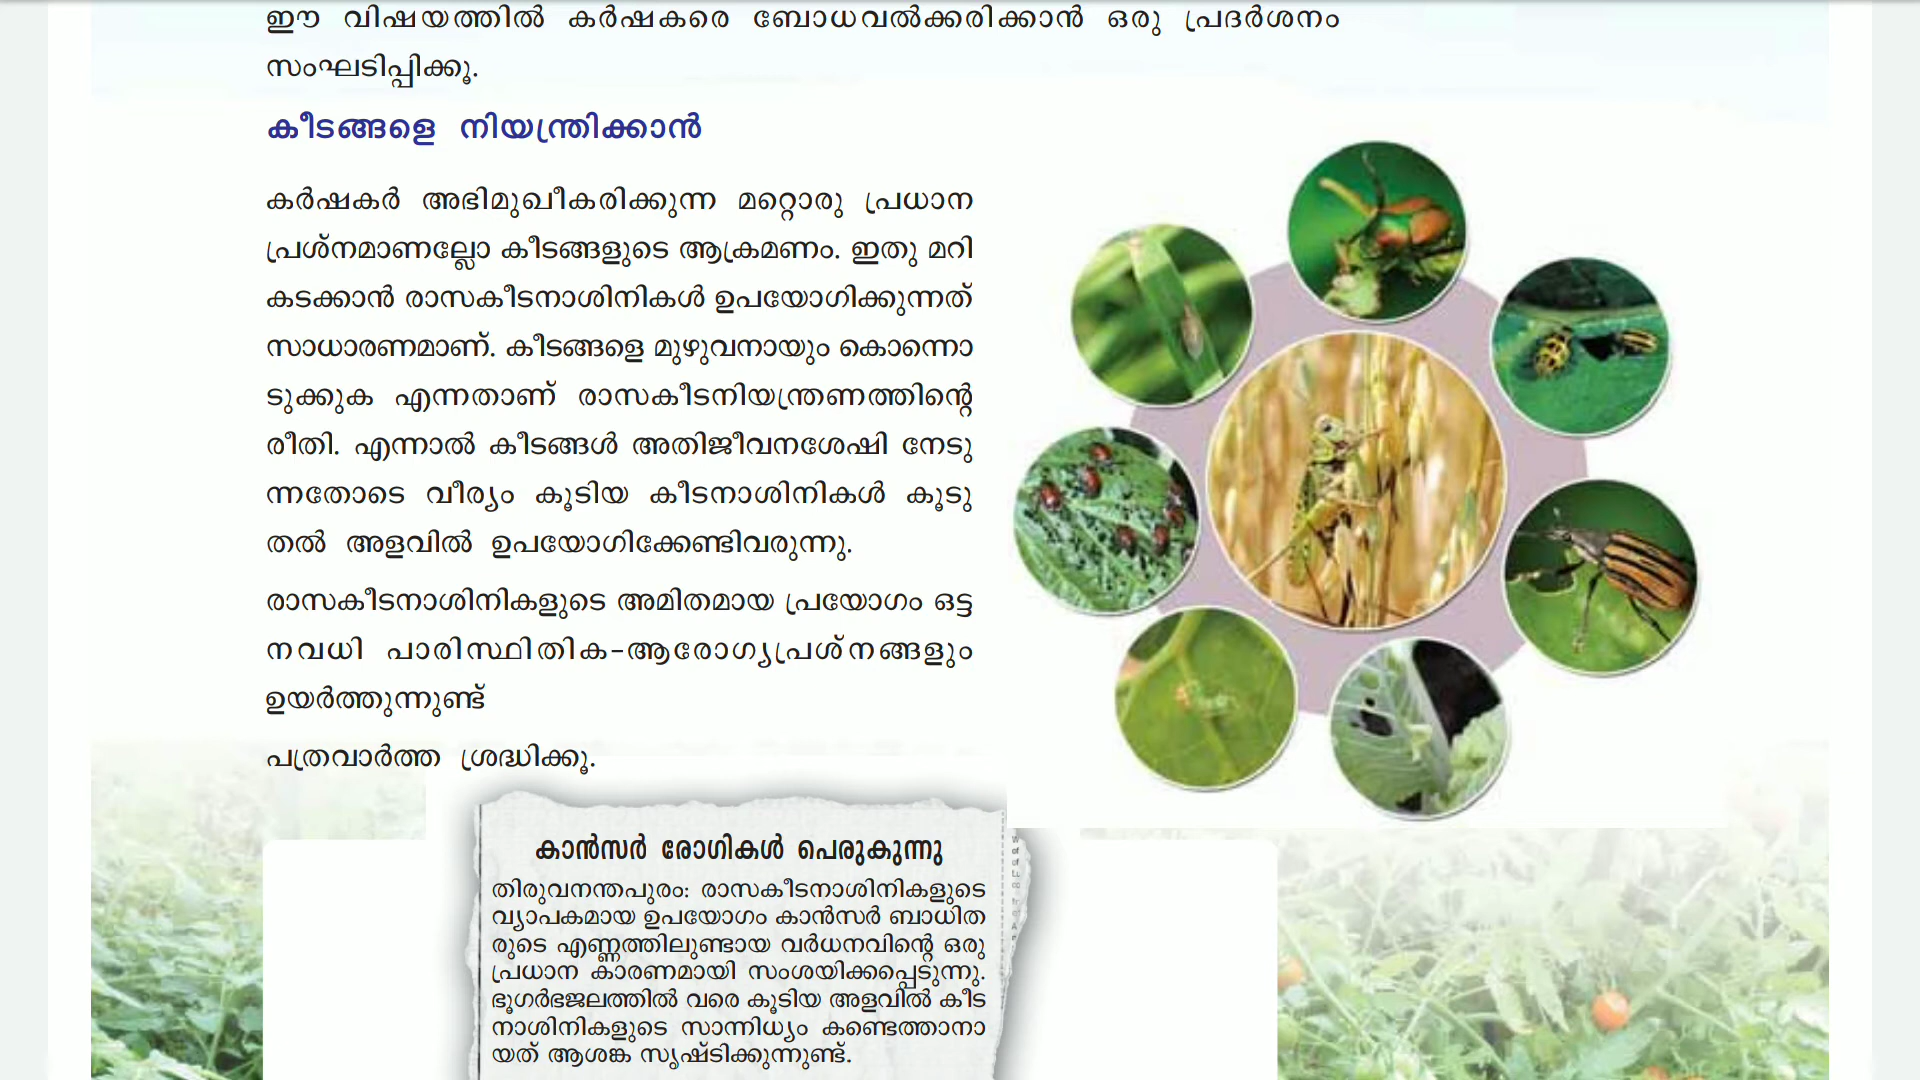 ഈ വിഷയത്തിൽ കർഷകരെ ബോധവൽക്കരിക്കാൻ ഒരു പ്രദർശനം
സംഘടിപ്പിക്കൂ.
കീടങ്ങളെ നിയന്ത്രിക്കാൻ
കർഷകർ അഭിമുഖീകരിക്കുന്ന മറ്റൊരു പ്രധാന
പ്രശ്നമാണല്ലോ കീടങ്ങളുടെ ആക്രമണം. ഇതു മറി
കടക്കാൻ രാസകീടനാശിനികൾ ഉപയോഗിക്കുന്നത്
സാധാരണമാണ്. കീടങ്ങളെ മുഴുവനായും കൊന്നൊ
ടുക്കുക എന്നതാണ് രാസകീടനിയന്ത്രണത്തിന്റെ
രീതി. എന്നാൽ കീടങ്ങൾ അതിജീവനശേഷി നേടു
ന്നതോടെ വീര്യം കൂടിയ കീടനാശിനികൾ കൂടു
തൽ അളവിൽ ഉപയോഗിക്കേണ്ടിവരുന്നു.
രാസകീടനാശിനികളുടെ അമിതമായ പ്രയോഗം ഒട്ട
നവധി പാരിസ്ഥിതിക-ആരോഗ്യപ്രശ്നങ്ങളും
ഉയർത്തുന്നുണ്ട്
പത്രവാർത്ത ശ്രദ്ധിക്കൂ.
കാൻസർ രോഗികൾ പെരുകുന്നു
തിരുവനന്തപുരം: രാസകീടനാശിനികളുടെ
വ്യാപകമായ ഉപയോഗം കാൻസർ ബാധിത
രുടെ എണ്ണത്തിലുണ്ടായ വർധനവിന്റെ ഒരു
പ്രധാന കാരണമായി സംശയിക്കപ്പെടുന്നു.
ഭൂഗർഭജലത്തിൽ വരെ കൂടിയ അളവിൽ കീട
നാശിനികളുടെ സാന്നിധ്യം കണ്ടെത്താനാ
യത് ആശങ്ക സൃഷ്ടിക്കുന്നുണ്ട്.